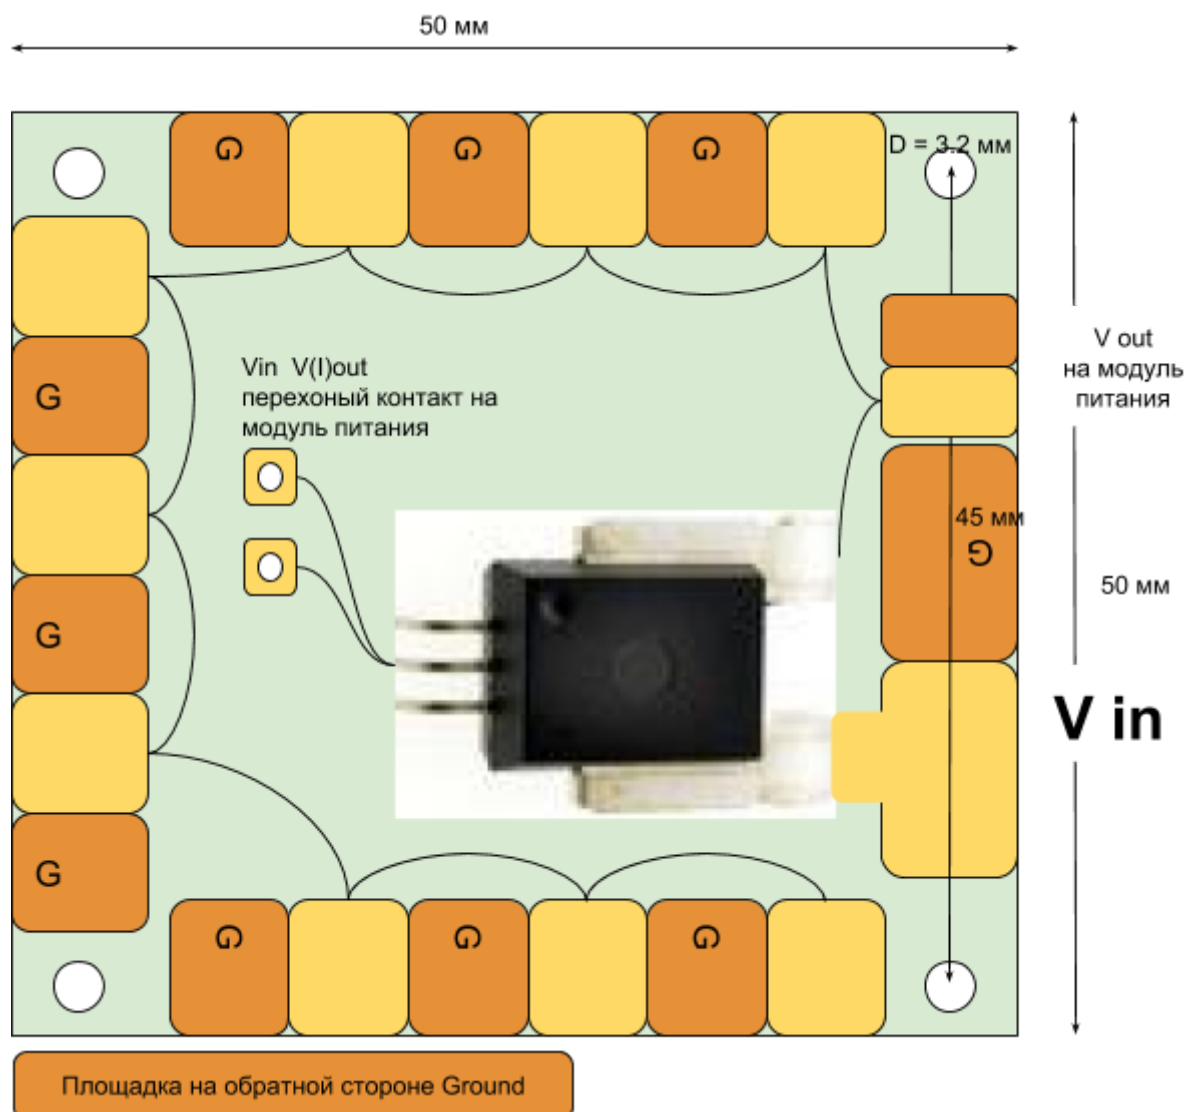 50 мм
G G G
D = 3.2 мм
Vin V(I)out
перехоный контакт на
модуль питания
V out
на модуль
питания
G
45 мм
G
50 мм
G
V in
G
G G G
Площадка на обратной стороне Ground